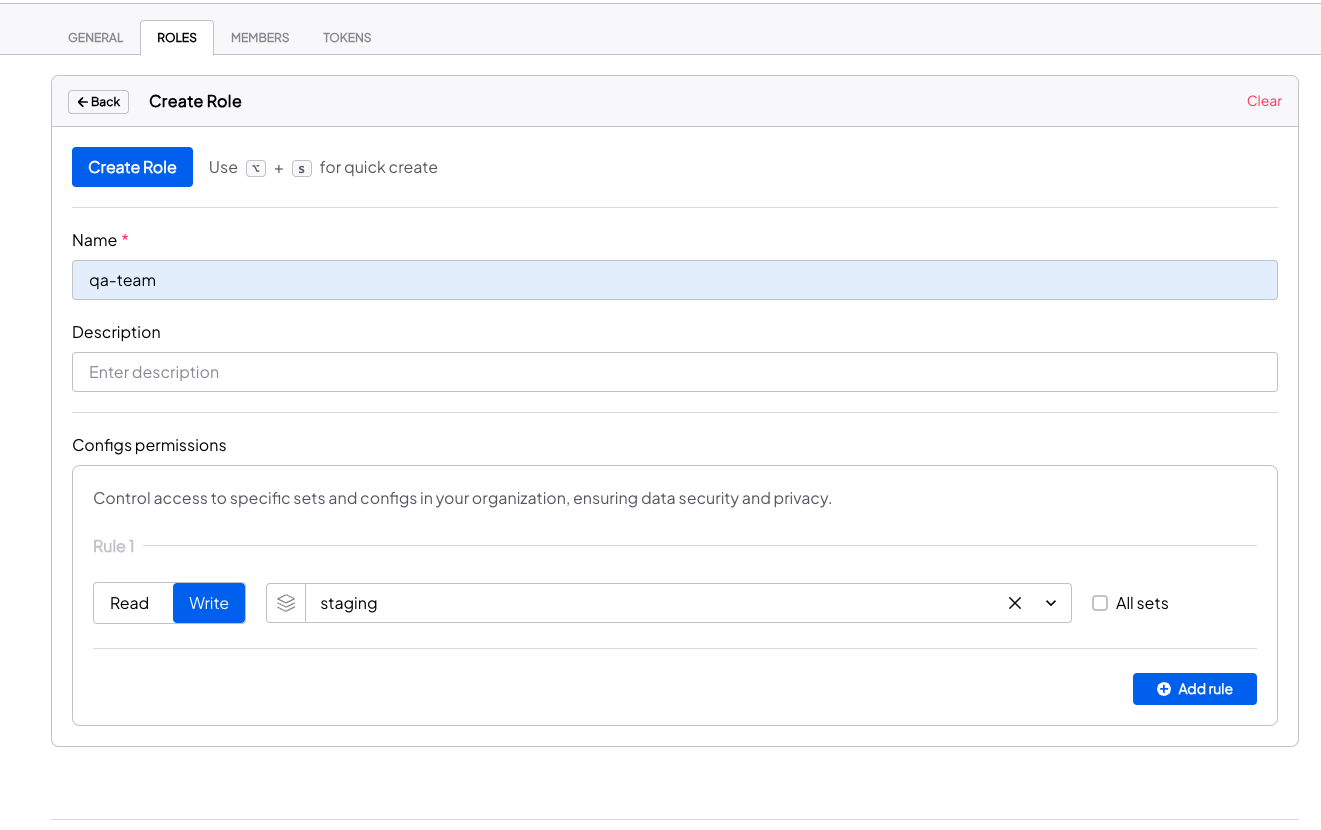 GENERAL ROLES MEMBERS TOKENS
← Back Create Role Clear
Create Role Use ⌥ + s for quick create
Name *
qa-team
Description
Enter description
Configs permissions
Control access to specific sets and configs in your organization, ensuring data security and privacy.
Rule 1
Read Write staging All sets
Add rule